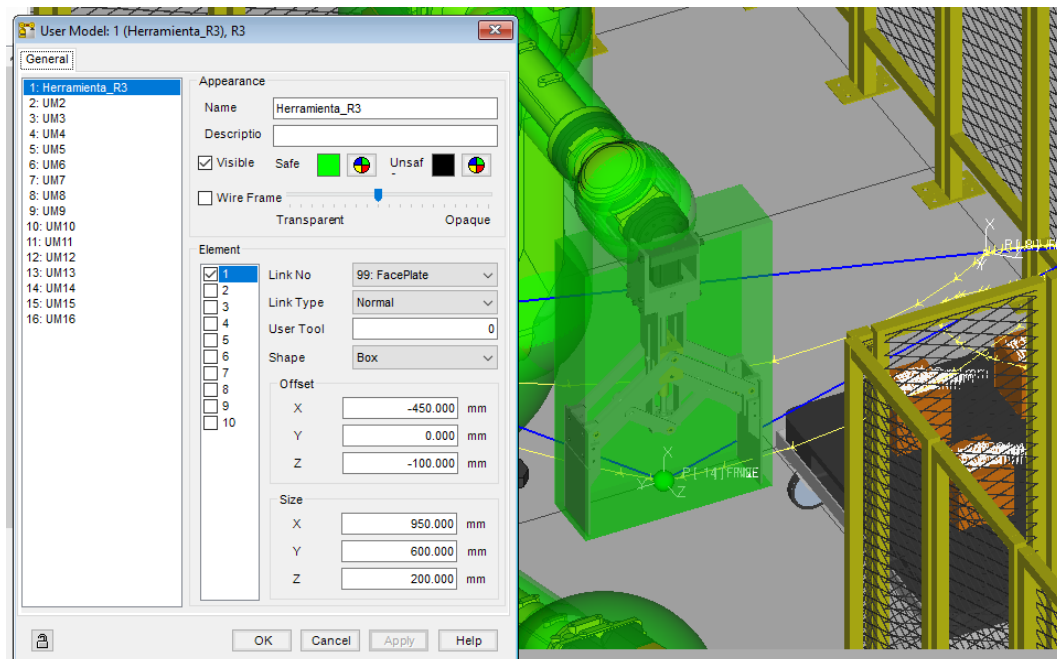 User Model: 1 (Herramienta_R3), R3
General
1: Herramienta_R3
2: UM2
3: UM3
4: UM4
5: UM5
6: UM6
7: UM7
8: UM8
9: UM9
10: UM10
11: UM11
12: UM12
13: UM13
14: UM14
15: UM15
16: UM16
Appearance
Name Herramienta_R3
Descriptio
Visible Safe Unsaf
Wire Frame
Transparent Opaque
Element
1
2
3
4
5
6
7
8
9
10
Link No 99: FacePlate
Link Type Normal
User Tool 0
Shape Box
Offset
X -450.000 mm
Y 0.000 mm
Z -100.000 mm
Size
X 950.000 mm
Y 600.000 mm
Z 200.000 mm
OK Cancel Apply Help
X
X
Y
Z